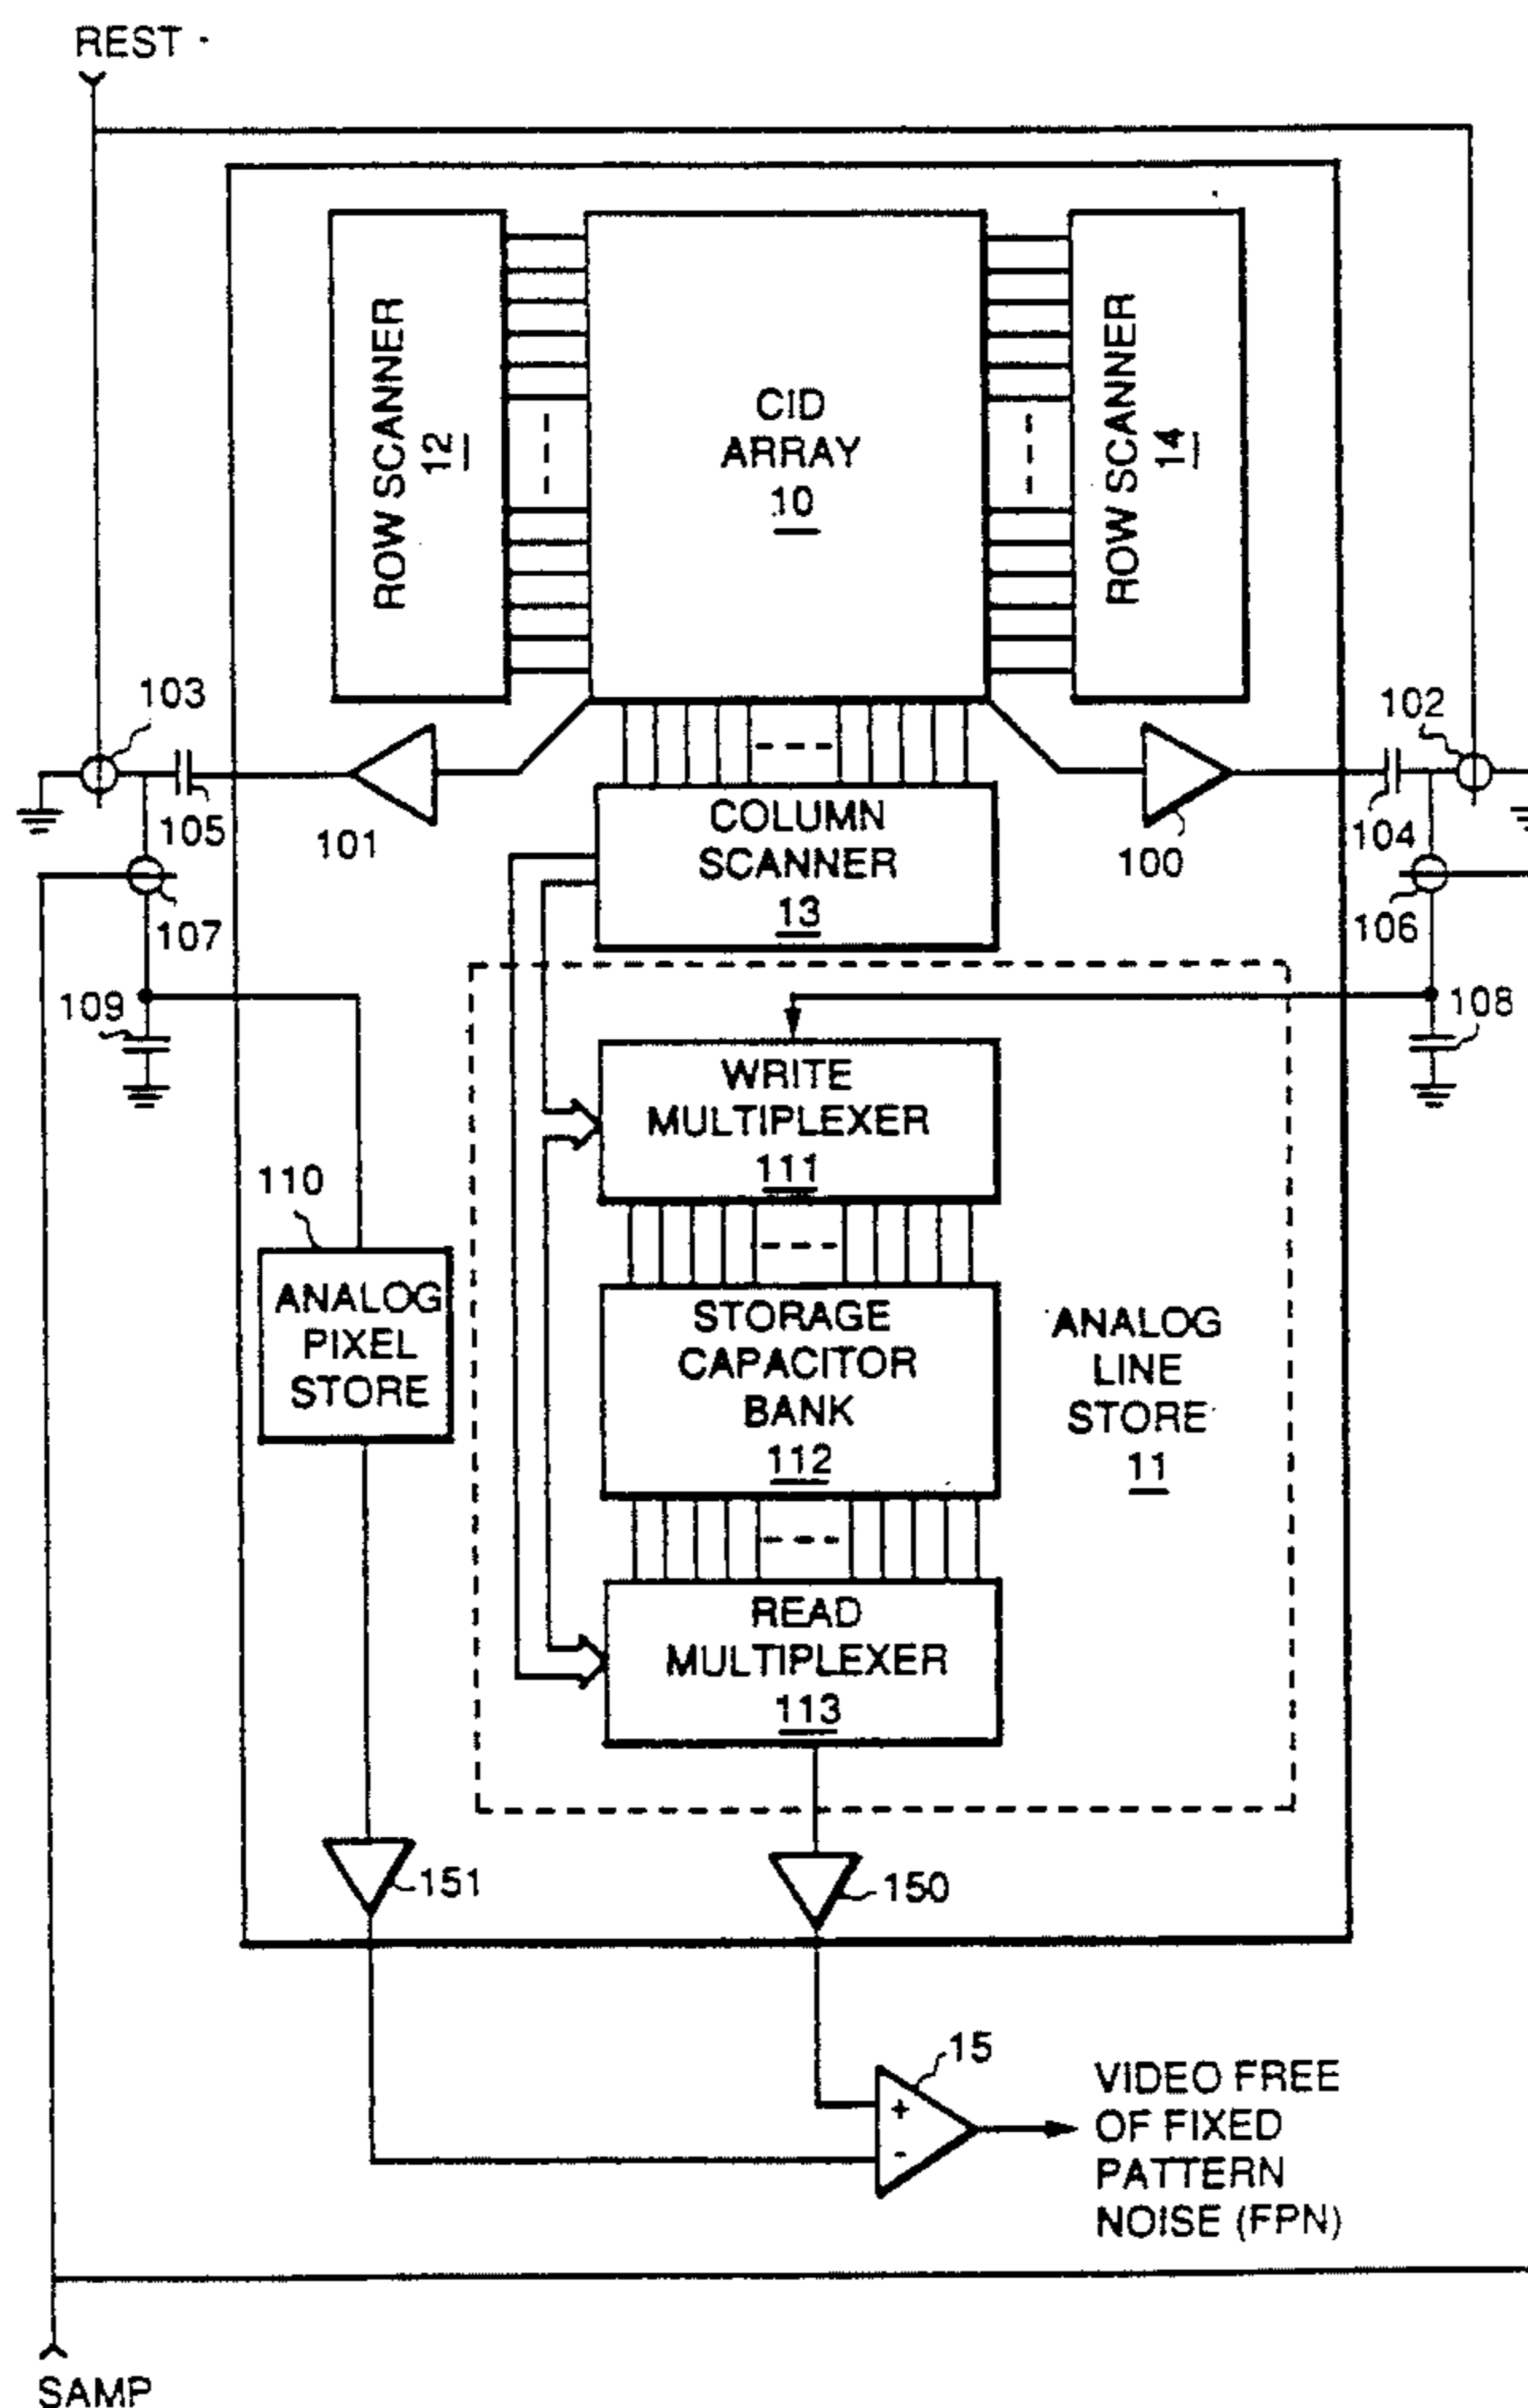 REST
ROW SCANNER
12
CID
ARRAY
10
ROW SCANNER
14
103
102
105
101
104
100
COLUMN
SCANNER
13
107
106
109
108
WRITE
MULTIPLEXER
111
110
ANALOG
PIXEL
STORE
STORAGE
CAPACITOR
BANK
112
ANALOG
LINE
STORE
11
READ
MULTIPLEXER
113
151
150
15
+
-
VIDEO FREE
OF FIXED
PATTERN
NOISE (FPN)
SAMP